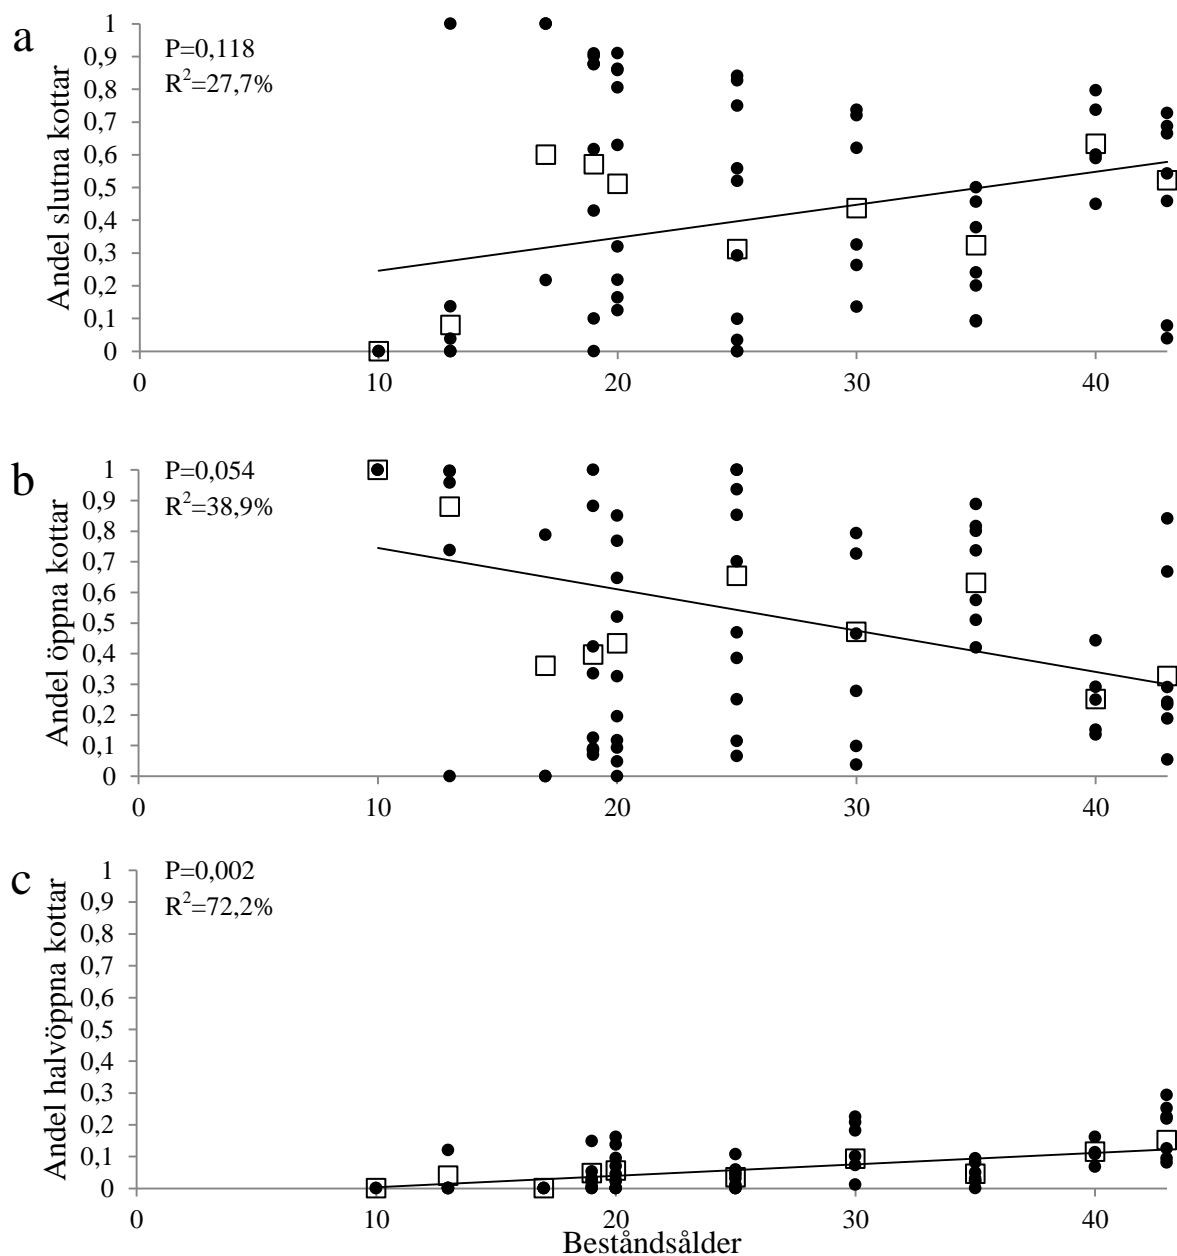 a
P=0,118
R²=27,7%
Andel slutna kottar
1
0,9
0,8
0,7
0,6
0,5
0,4
0,3
0,2
0,1
0
0 10 20 30 40
b
P=0,054
R²=38,9%
Andel öppna kottar
1
0,9
0,8
0,7
0,6
0,5
0,4
0,3
0,2
0,1
0
0 10 20 30 40
c
P=0,002
R²=72,2%
Andel halvöppna kottar
1
0,9
0,8
0,7
0,6
0,5
0,4
0,3
0,2
0,1
0
0 10 20 30 40
Beståndsålder